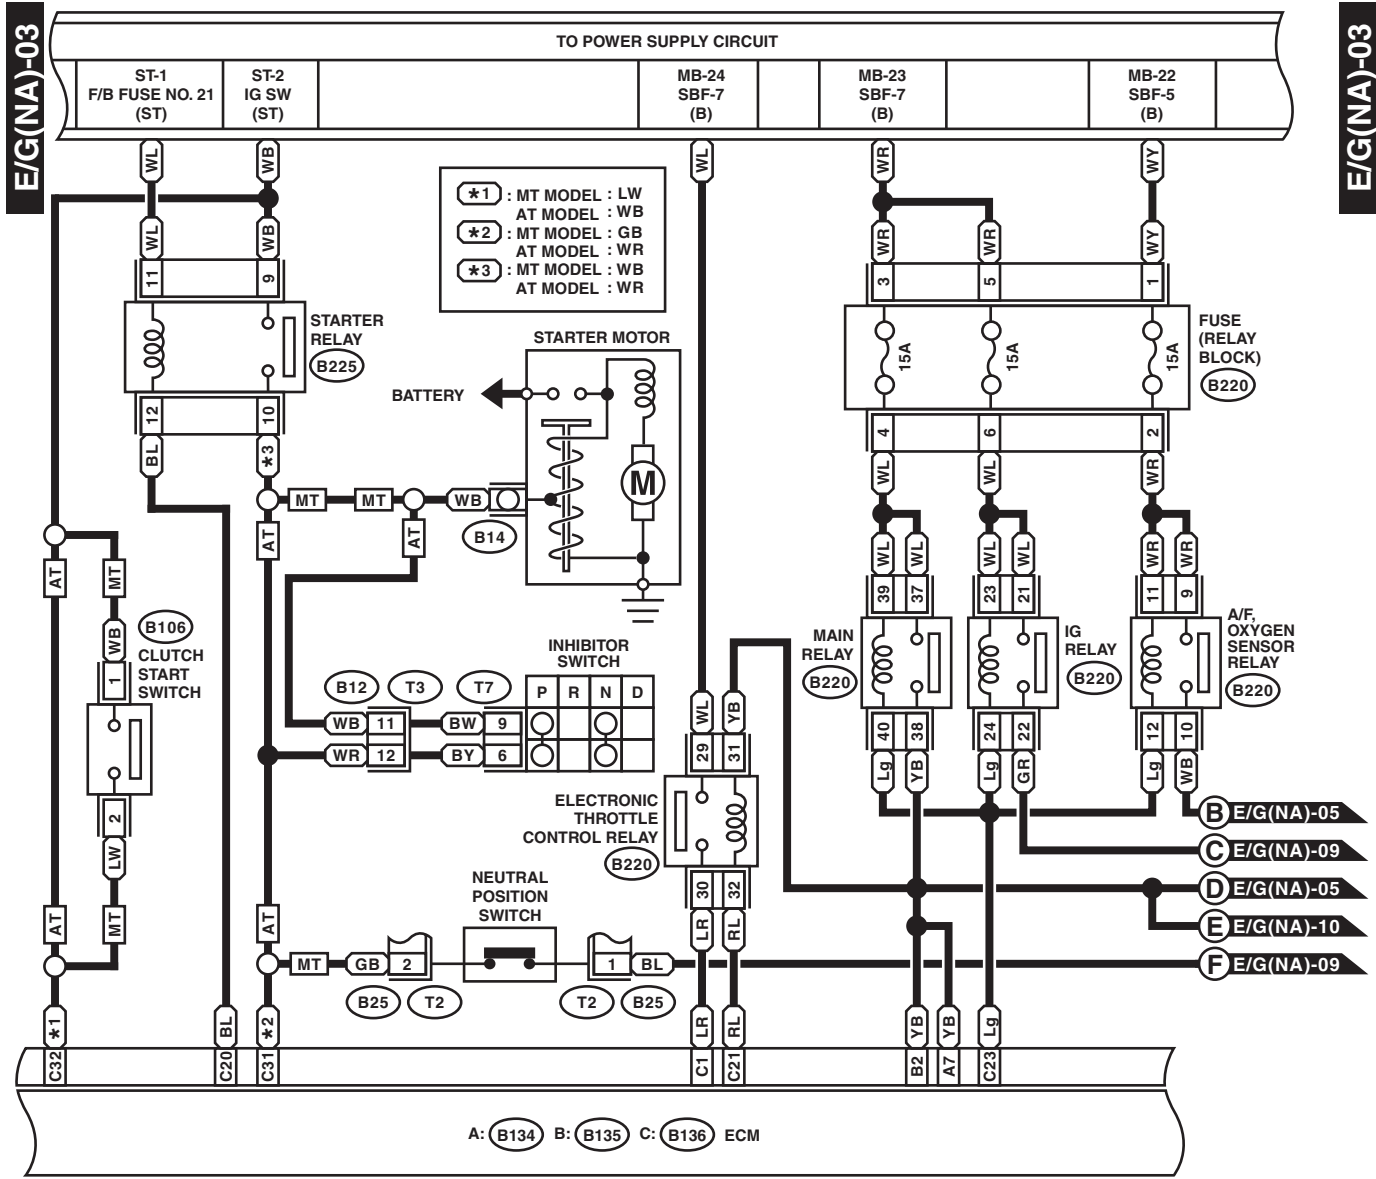 E/G(NA)-03
E/G(NA)-03
TO POWER SUPPLY CIRCUIT
ST-1
F/B FUSE NO. 21
(ST)
ST-2
IG SW
(ST)
MB-24
SBF-7
(B)
MB-23
SBF-7
(B)
MB-22
SBF-5
(B)
WL
WB
WL
WR
WY
*1 : MT MODEL : LW
AT MODEL : WB
*2 : MT MODEL : GB
AT MODEL : WR
*3 : MT MODEL : WB
AT MODEL : WR
WL
WB
WR
WR
WY
11
9
3
5
1
STARTER
RELAY
B225
STARTER MOTOR
BATTERY
M
15A
15A
15A
FUSE
(RELAY
BLOCK)
B220
12
10
4
6
2
BL
*3
WL
WL
WR
MT
MT
WB
B14
AT
AT
AT
MT
WL
WL
WL
WL
WR
WR
39
37
23
21
11
9
B106
CLUTCH
START
SWITCH
WB
1
2
LW
AT
MT
MAIN
RELAY
B220
IG
RELAY
B220
A/F,
OXYGEN
SENSOR
RELAY
B220
INHIBITOR
SWITCH
P R N D
B12
T3
T7
WB 11 BW 9
WR 12 BY 6
WL
YB
29
31
40
38
24
22
12
10
Lg
YB
Lg
GR
Lg
WB
ELECTRONIC
THROTTLE
CONTROL RELAY
B220
30
32
LR
RL
B E/G(NA)-05
C E/G(NA)-09
D E/G(NA)-05
E E/G(NA)-10
F E/G(NA)-09
NEUTRAL
POSITION
SWITCH
AT
MT
GB
2
1
BL
B25
T2
T2
B25
*1
BL
*2
LR
RL
YB
YB
Lg
C32
C20
C31
C1
C21
B2
A7
C23
A: B134 B: B135 C: B136 ECM